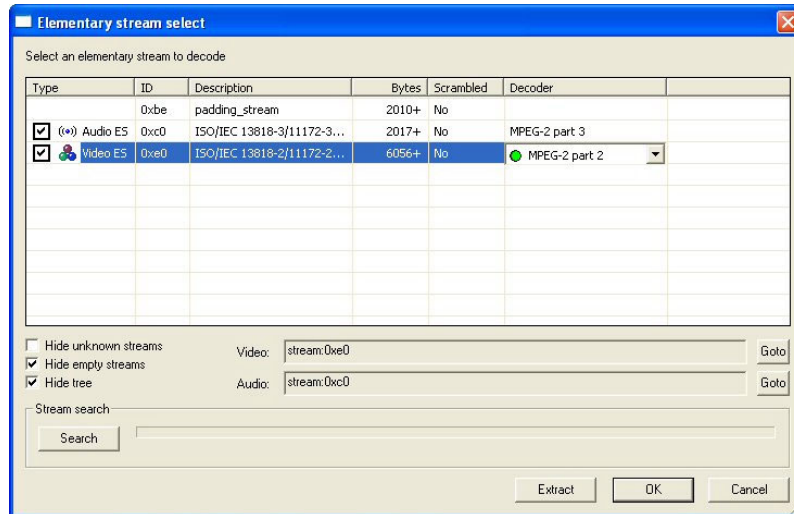 Elementary stream select
Select an elementary stream to decode
Type ID Description Bytes Scrambled Decoder
0xbe padding_stream 2010+ No
Audio ES 0xc0 ISO/IEC 13818-3/11172-3... 2017+ No MPEG-2 part 3
Video ES 0xe0 ISO/IEC 13818-2/11172-2... 6056+ No MPEG-2 part 2
Hide unknown streams
Video: stream:0xe0 Goto
Hide empty streams
Hide tree
Audio: stream:0xc0 Goto
Stream search
Search
Extract OK Cancel